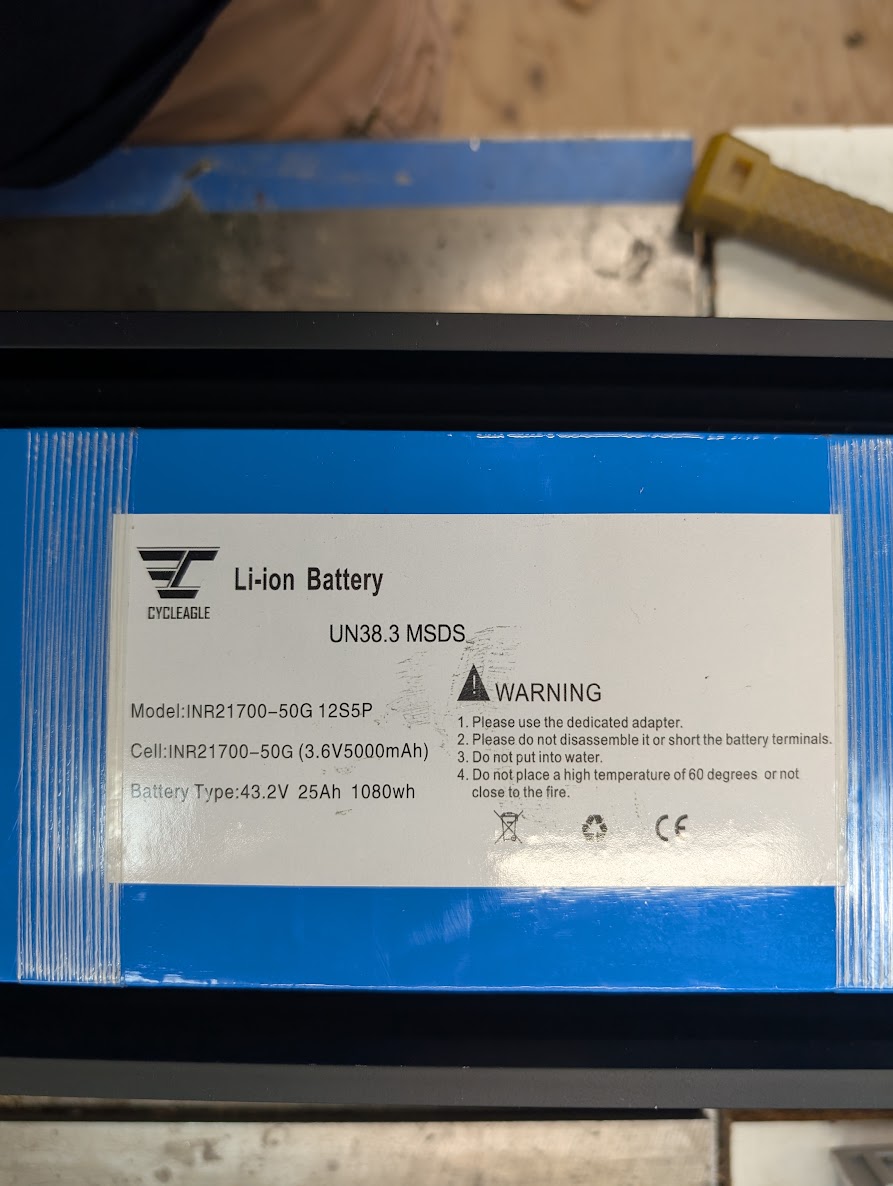 CYCLEAGLE
Li-ion Battery
UN38.3 MSDS
Model:INR21700-50G 12S5P
Cell:INR21700-50G (3.6V5000mAh)
Battery Type:43.2V 25Ah 1080wh
WARNING
1. Please use the dedicated adapter.
2. Please do not disassemble it or short the battery terminals.
3. Do not put into water.
4. Do not place a high temperature of 60 degrees or not
close to the fire.
CE